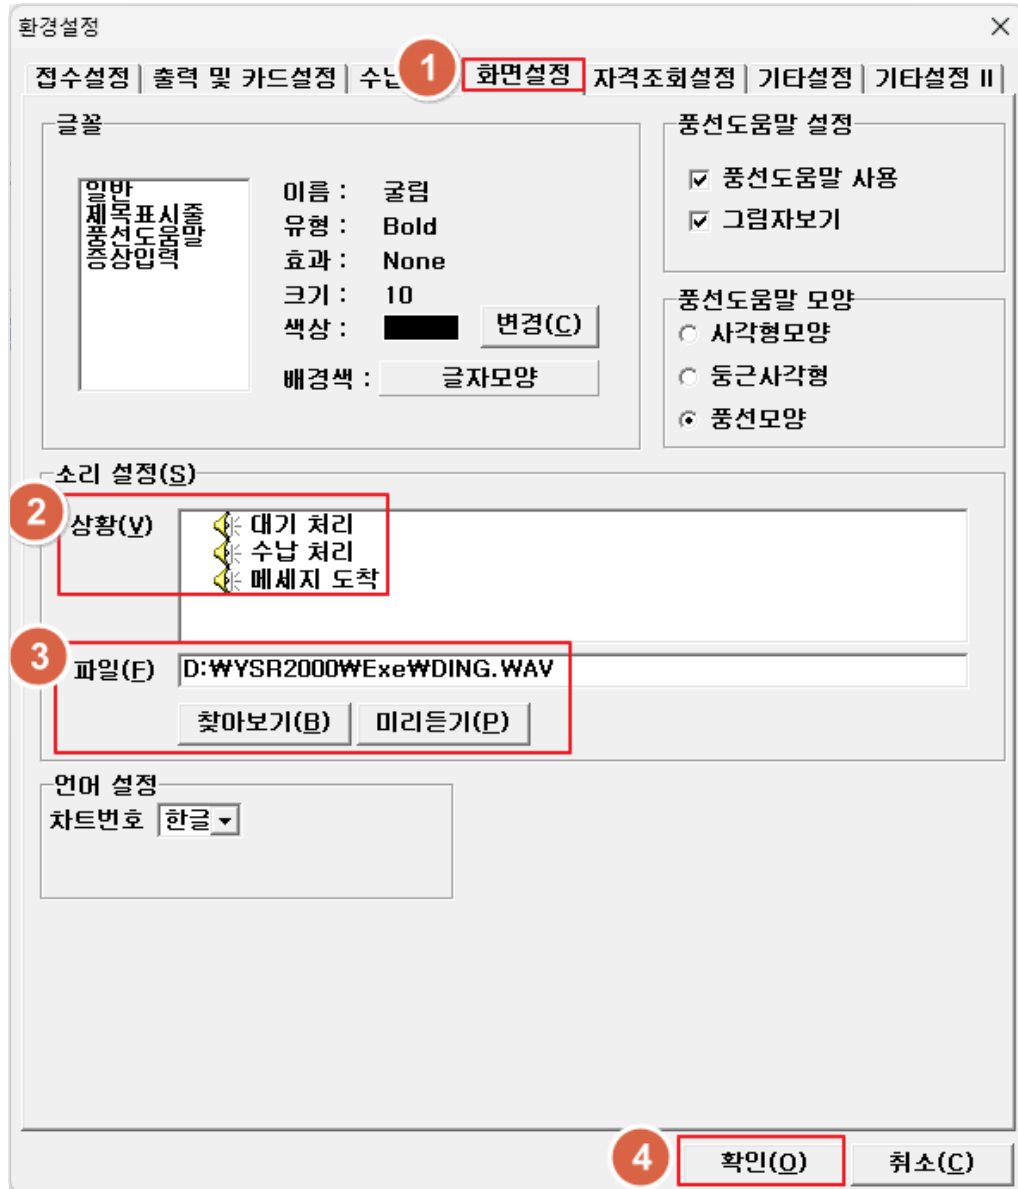 환경설정
접수설정 출력 및 카드설정 수납 1 화면설정 자격조회설정 기타설정 기타설정 II
글꼴
일반
제목표시줄
풍선도움말
증상입력
이름 : 굴림
유형 : Bold
효과 : None
크기 : 10
색상 : 변경(C)
배경색 : 글자모양
풍선도움말 설정
풍선도움말 사용
그림자보기
풍선도움말 모양
사각형모양
둥근사각형
풍선모양
소리 설정(S)
2
상황(V) 대기 처리
수납 처리
메세지 도착
3
파일(F) D:₩YSR2000₩Exe₩DING.WAV
찾아보기(B) 미리듣기(P)
언어 설정
차트번호 한글
4 확인(O) 취소(C)